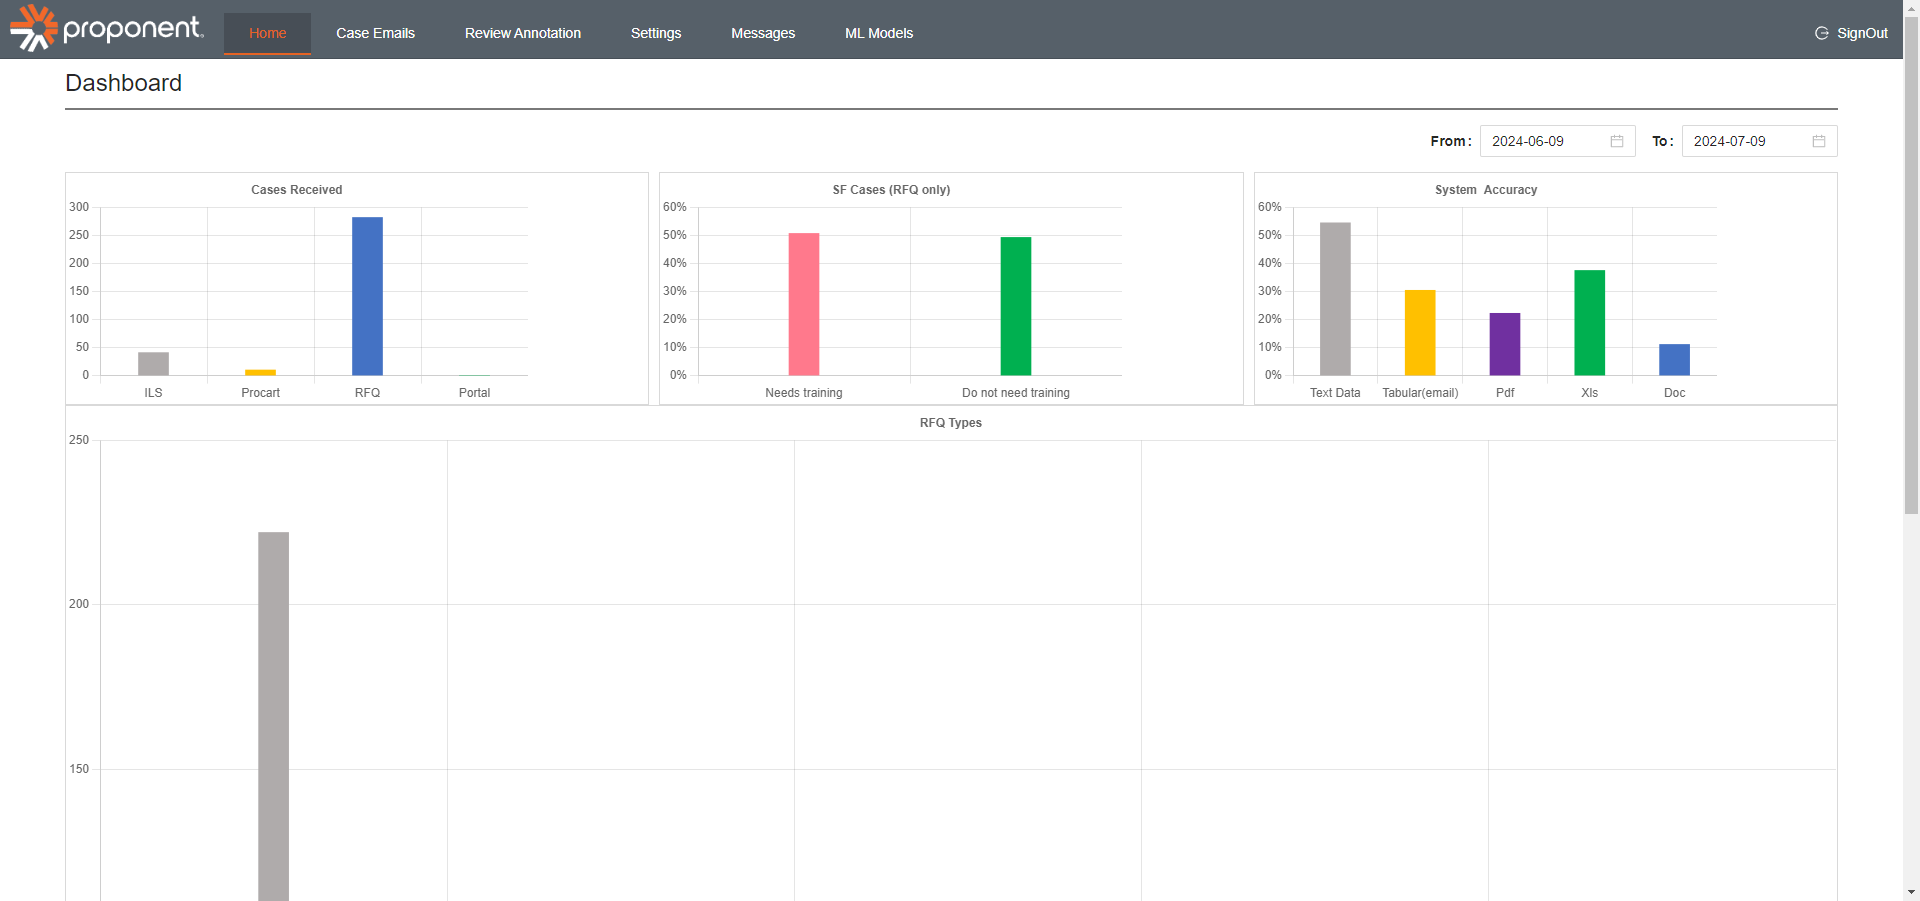 proponent
Home
Case Emails
Review Annotation
Settings
Messages
ML Models
SignOut
Dashboard
From :
2024-06-09
To :
2024-07-09
Cases Received
300
250
200
150
100
50
0
ILS
Procart
RFQ
Portal
SF Cases (RFQ only)
60%
50%
40%
30%
20%
10%
0%
Needs training
Do not need training
System Accuracy
60%
50%
40%
30%
20%
10%
0%
Text Data
Tabular(email)
Pdf
Xls
Doc
RFQ Types
250
200
150